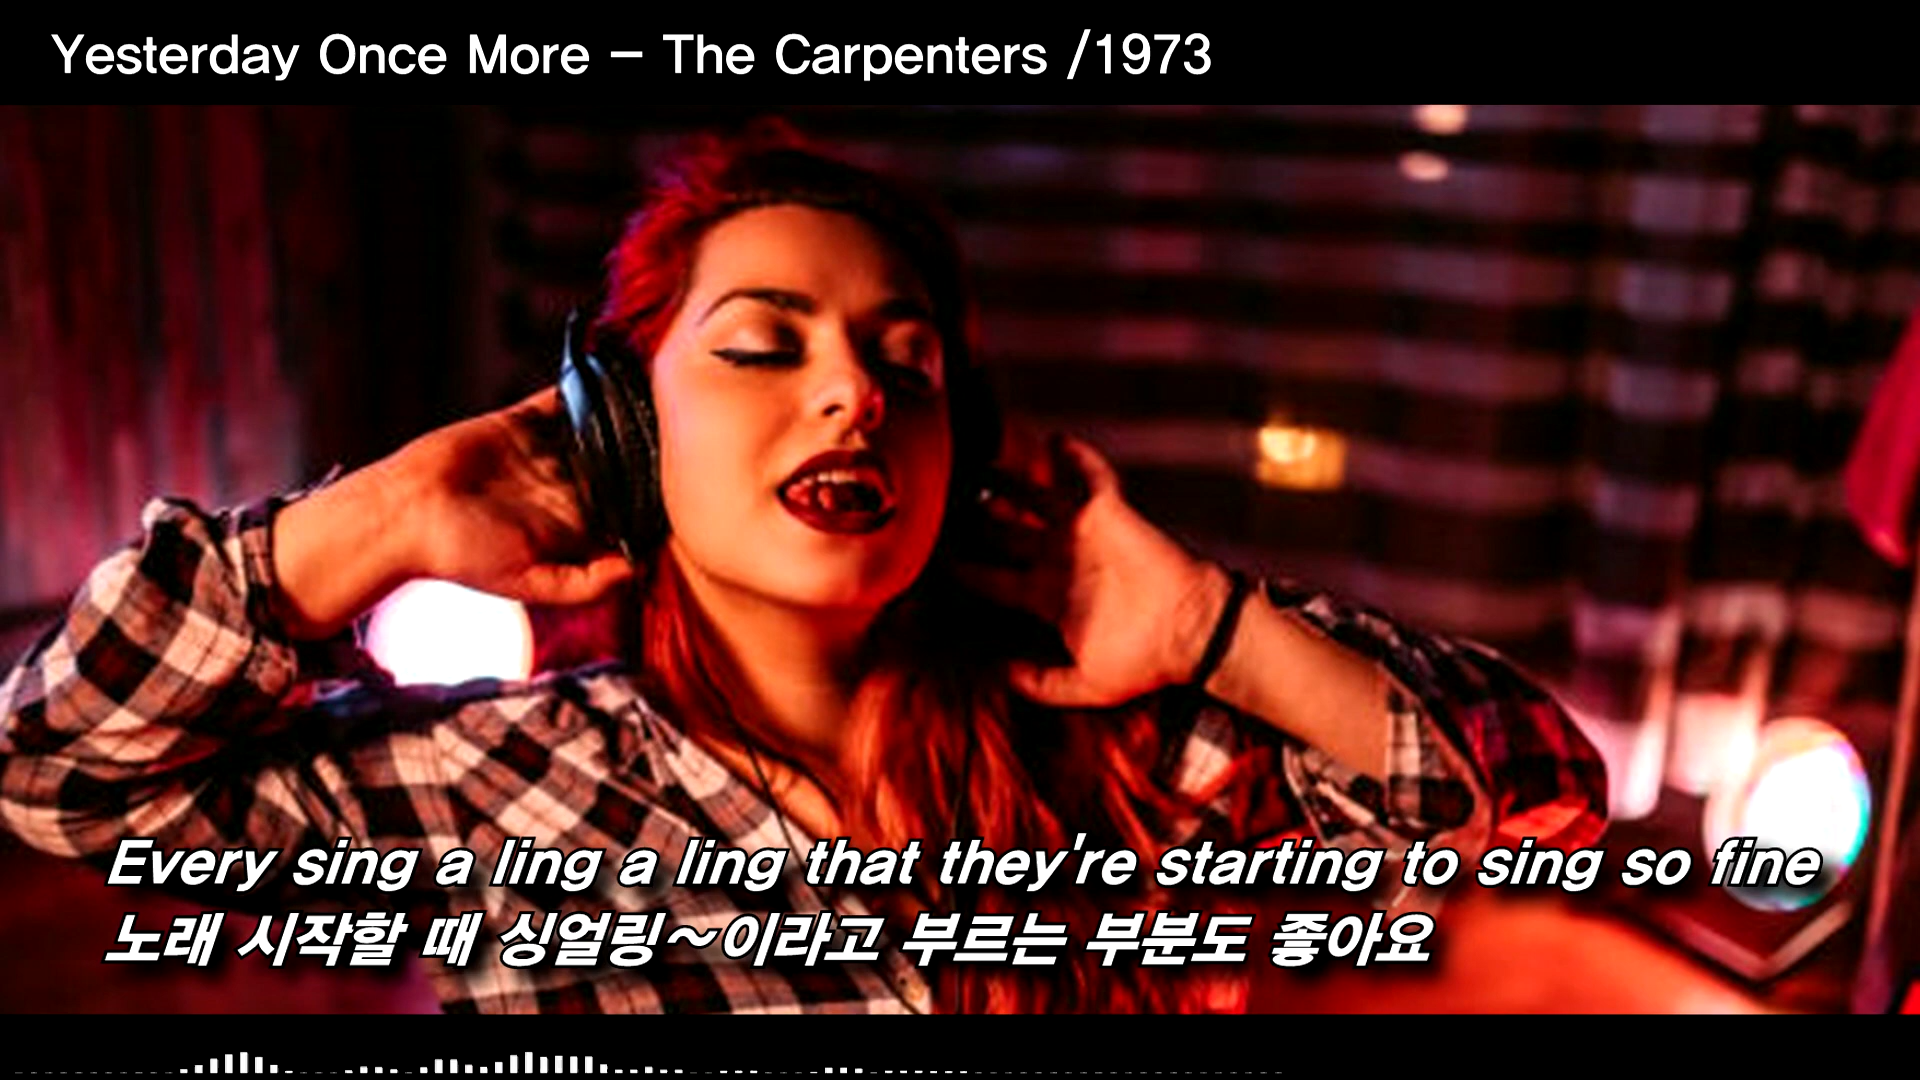 Yesterday Once More - The Carpenters /1973
Every sing a ling a ling that they're starting to sing so fine
노래 시작할 때 싱얼링~이라고 부르는 부분도 좋아요